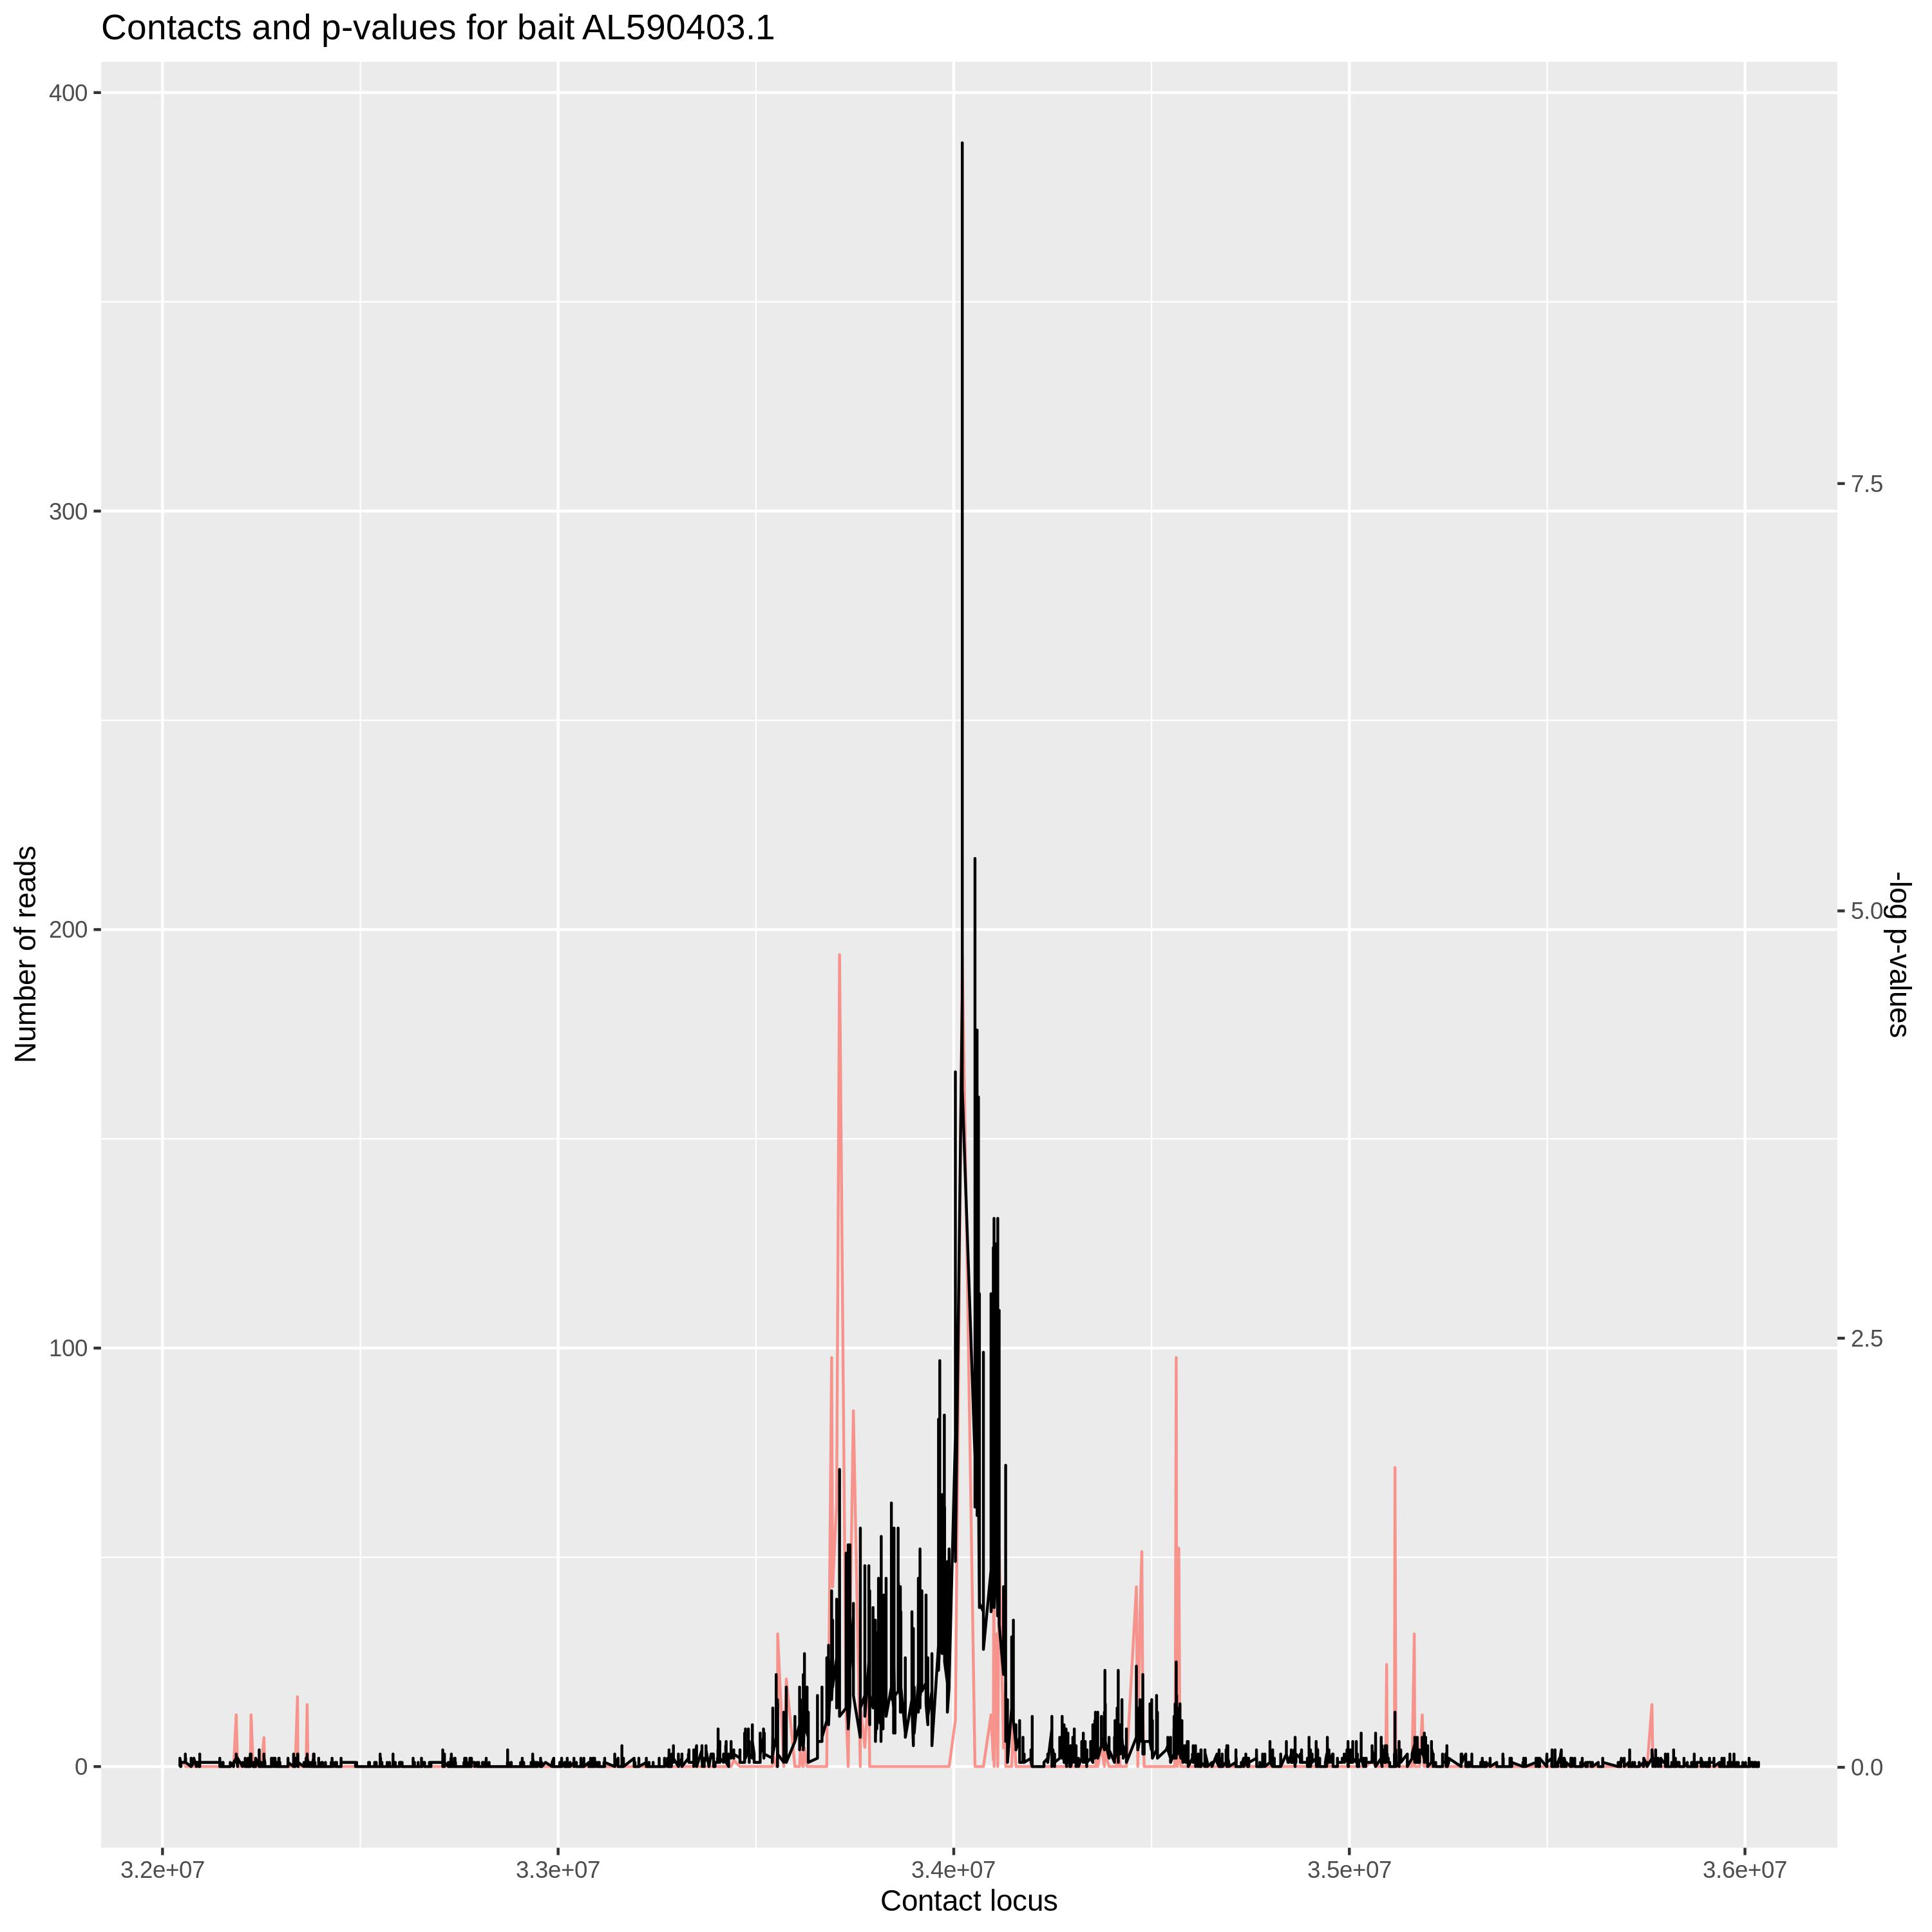 Contacts and p-values for bait AL590403.1
400
300
200
100
0
Number of reads
7.5
5.0
2.5
0.0
-log p-values
3.2e+07
3.3e+07
3.4e+07
3.5e+07
3.6e+07
Contact locus